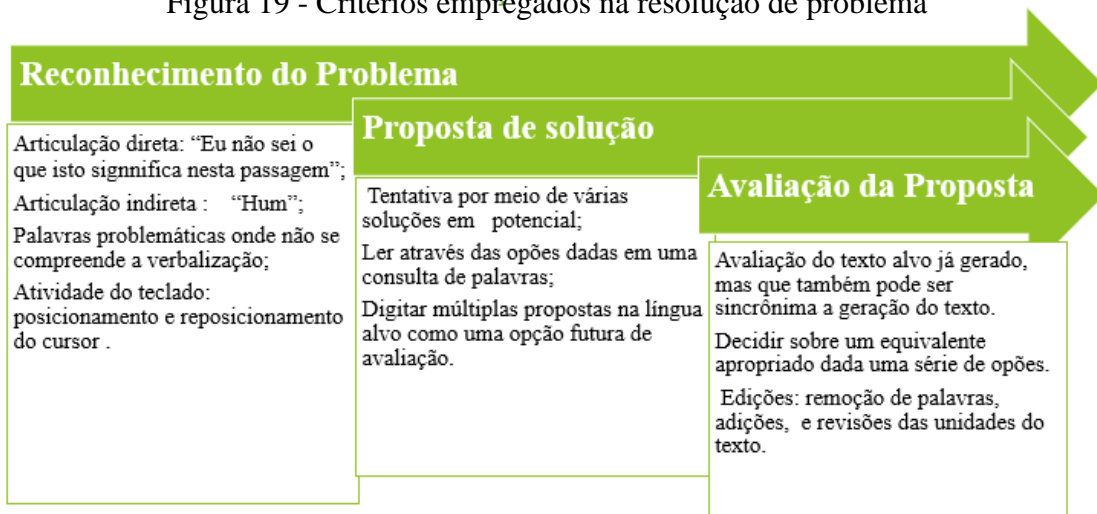 Figura 19 - Critérios empregados na resolução de problema
Reconhecimento do Problema
Articulação direta: “Eu não sei o
que isto signnifíca nesta passagem”;
Articulação indireta : “Hum”;
Palavras problemáticas onde não se
compreende a verbalização;
Atividade do teclado:
posicionamento e reposicionamento
do cursor .
Proposta de solução
Tentativa por meio de várias
soluções em potencial;
Ler através das opões dadas em uma
consulta de palavras;
Digitar múltiplas propostas na língua
alvo como uma opção futura de
avaliação.
Avaliação da Proposta
Avaliação do texto alvo já gerado,
mas que também pode ser
sincrônima a geração do texto.
Decidir sobre um equivalente
apropriado dada uma série de opões.
Edições: remoção de palavras,
adições, e revisões das unidades do
texto.